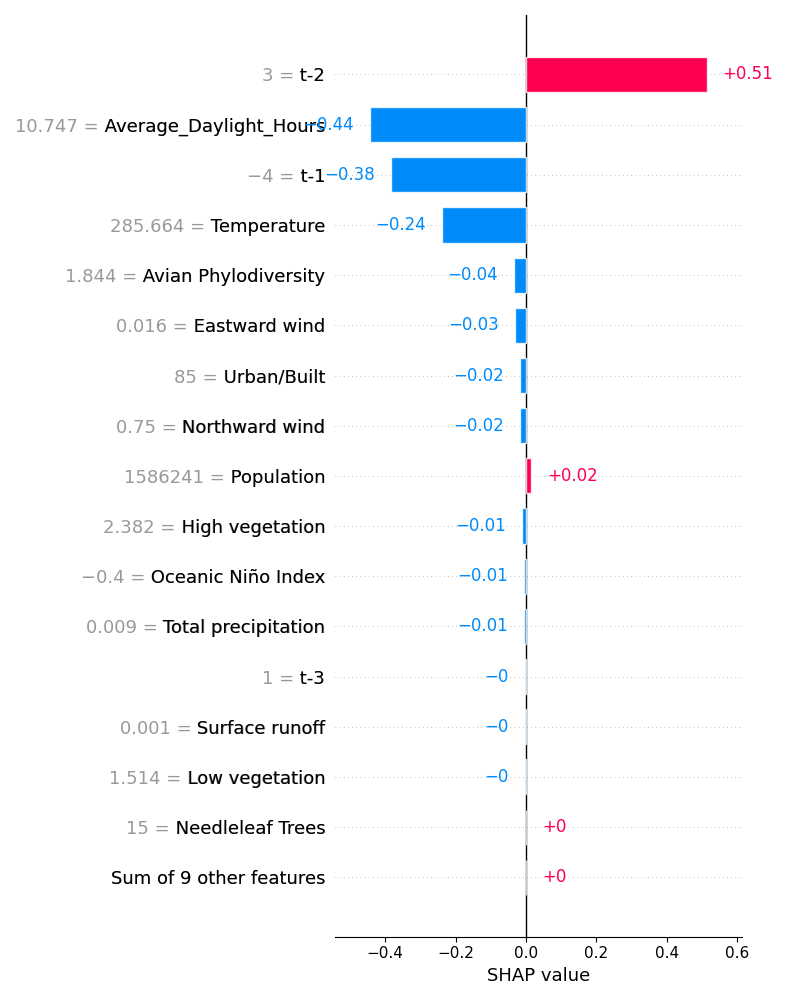 3 = t-2 +0.51
10.747 = Average_Daylight_Hours −0.44
−4 = t-1 −0.38
285.664 = Temperature −0.24
1.844 = Avian Phylodiversity −0.04
0.016 = Eastward wind −0.03
85 = Urban/Built −0.02
0.75 = Northward wind −0.02
1586241 = Population +0.02
2.382 = High vegetation −0.01
−0.4 = Oceanic Niño Index −0.01
0.009 = Total precipitation −0.01
1 = t-3 −0
0.001 = Surface runoff −0
1.514 = Low vegetation −0
15 = Needleleaf Trees +0
Sum of 9 other features +0
−0.4 −0.2 0.0 0.2 0.4 0.6
SHAP value